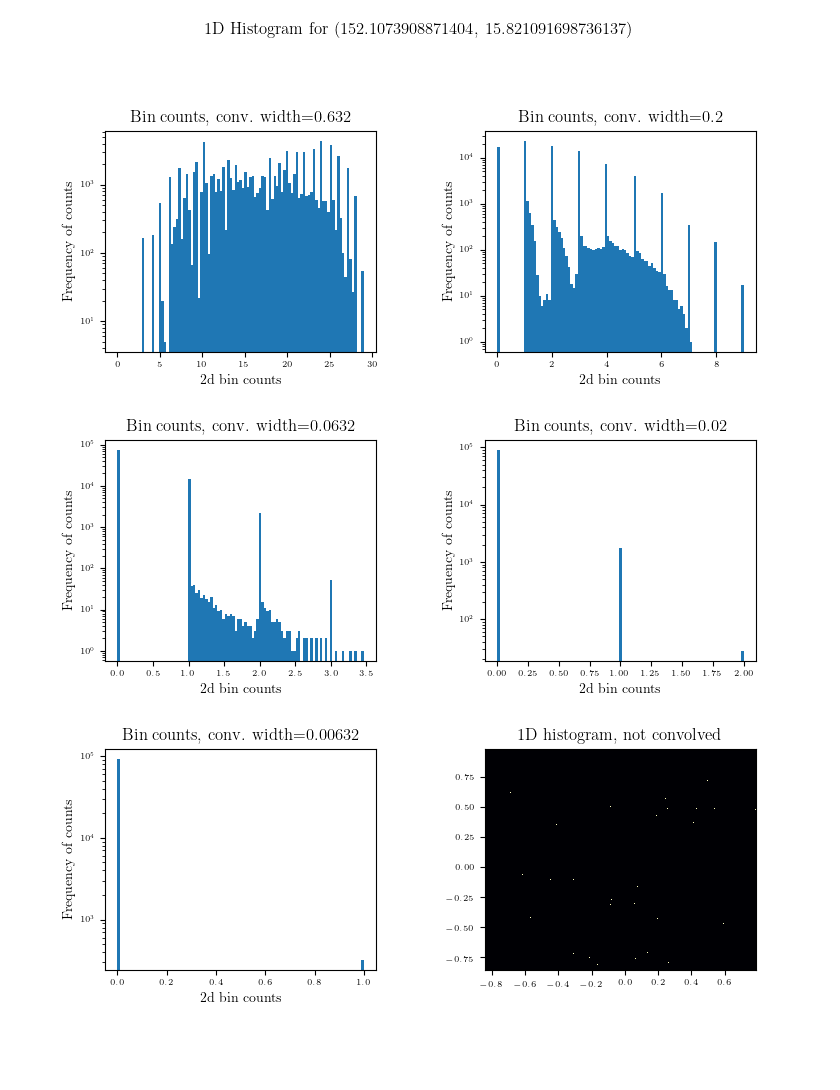 1D Histogram for (152.1073908871404, 15.821091698736137)
Bin counts, conv. width=0.632
Frequency of counts
10³
10²
10¹
0 5 10 15 20 25 30
2d bin counts
Bin counts, conv. width=0.2
Frequency of counts
10⁴
10³
10²
10¹
10⁰
0 2 4 6 8
2d bin counts
Bin counts, conv. width=0.0632
Frequency of counts
10⁵
10⁴
10³
10²
10¹
10⁰
0.0 0.5 1.0 1.5 2.0 2.5 3.0 3.5
2d bin counts
Bin counts, conv. width=0.02
Frequency of counts
10⁵
10⁴
10³
10²
0.00 0.25 0.50 0.75 1.00 1.25 1.50 1.75 2.00
2d bin counts
Bin counts, conv. width=0.00632
Frequency of counts
10⁵
10⁴
10³
0.0 0.2 0.4 0.6 0.8 1.0
2d bin counts
1D histogram, not convolved
0.75
0.50
0.25
0.00
−0.25
−0.50
−0.75
−0.8 −0.6 −0.4 −0.2 0.0 0.2 0.4 0.6